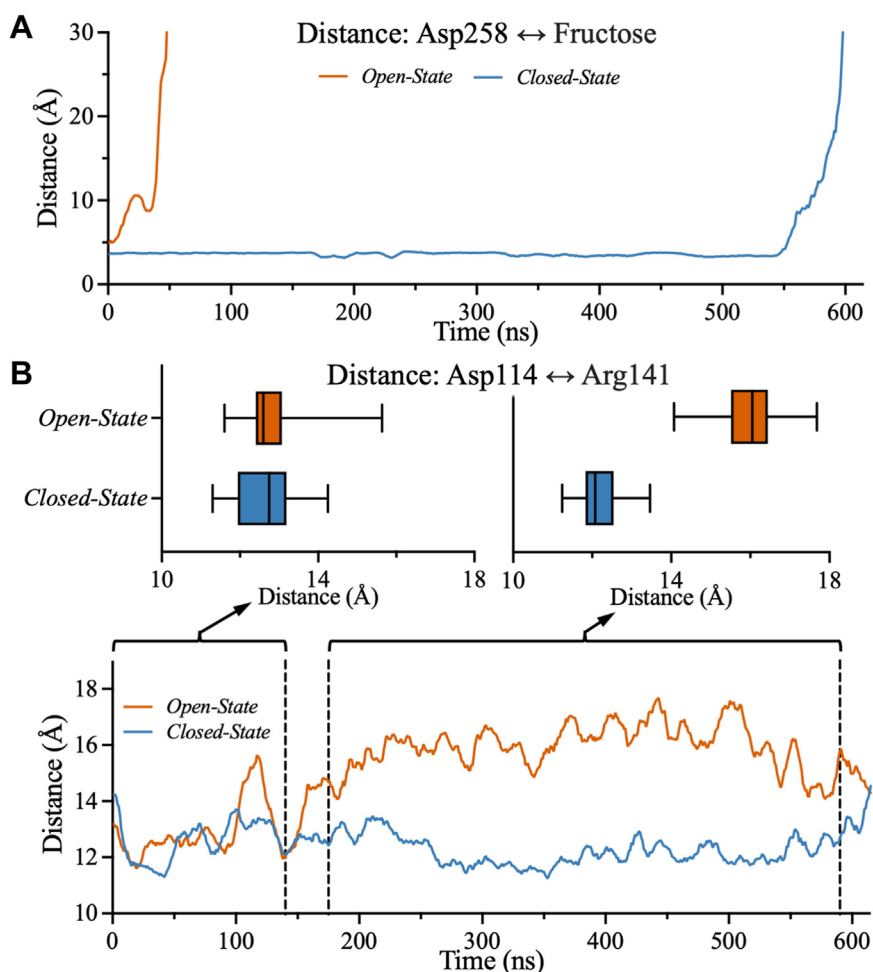 A
Distance: Asp258 ↔ Fructose
Open-State Closed-State
30
20
10
0
Distance (Å)
0 100 200 300 400 500 600
Time (ns)
B
Distance: Asp114 ↔ Arg141
Open-State
Closed-State
10 14 18 10 14 18
Distance (Å) Distance (Å)
Open-State
Closed-State
18
16
14
12
10
Distance (Å)
0 100 200 300 400 500 600
Time (ns)